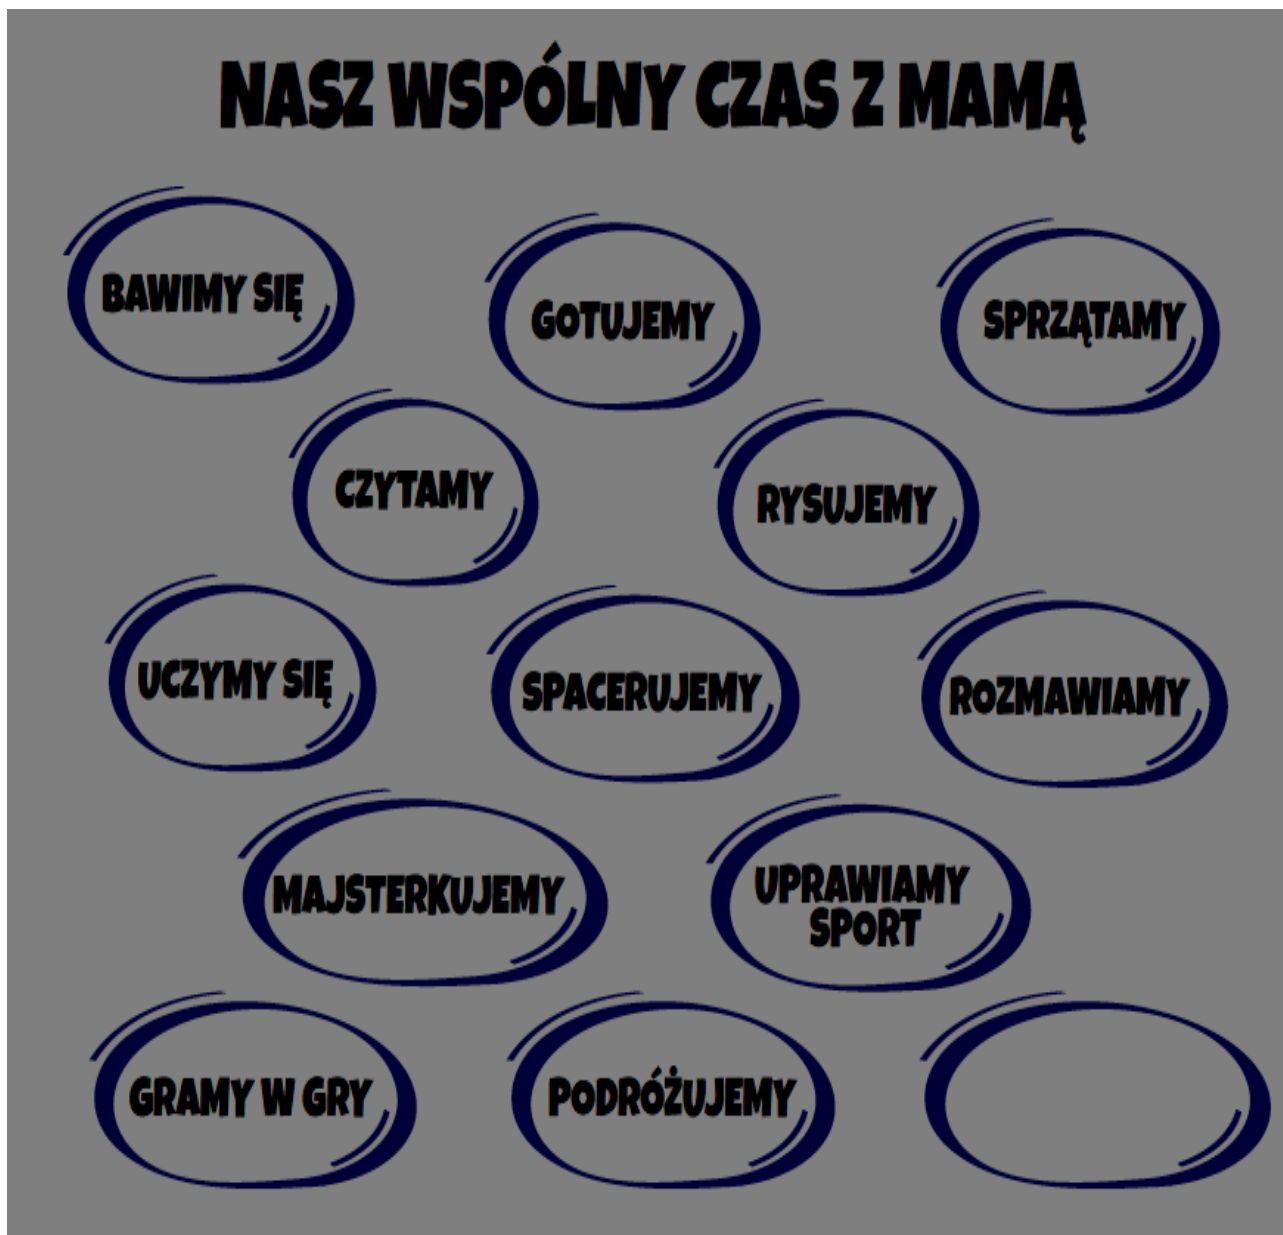 NASZ WSPÓLNY CZAS Z MAMĄ
BAWIMY SIĘ
GOTUJEMY
SPRZĄTAMY
CZYTAMY
RYSUJEMY
UCZYMY SIĘ
SPACERUJEMY
ROZMAWIAMY
MAJSTERKUJEMY
UPRAWIAMY
SPORT
GRAMY W GRY
PODRÓŻUJEMY